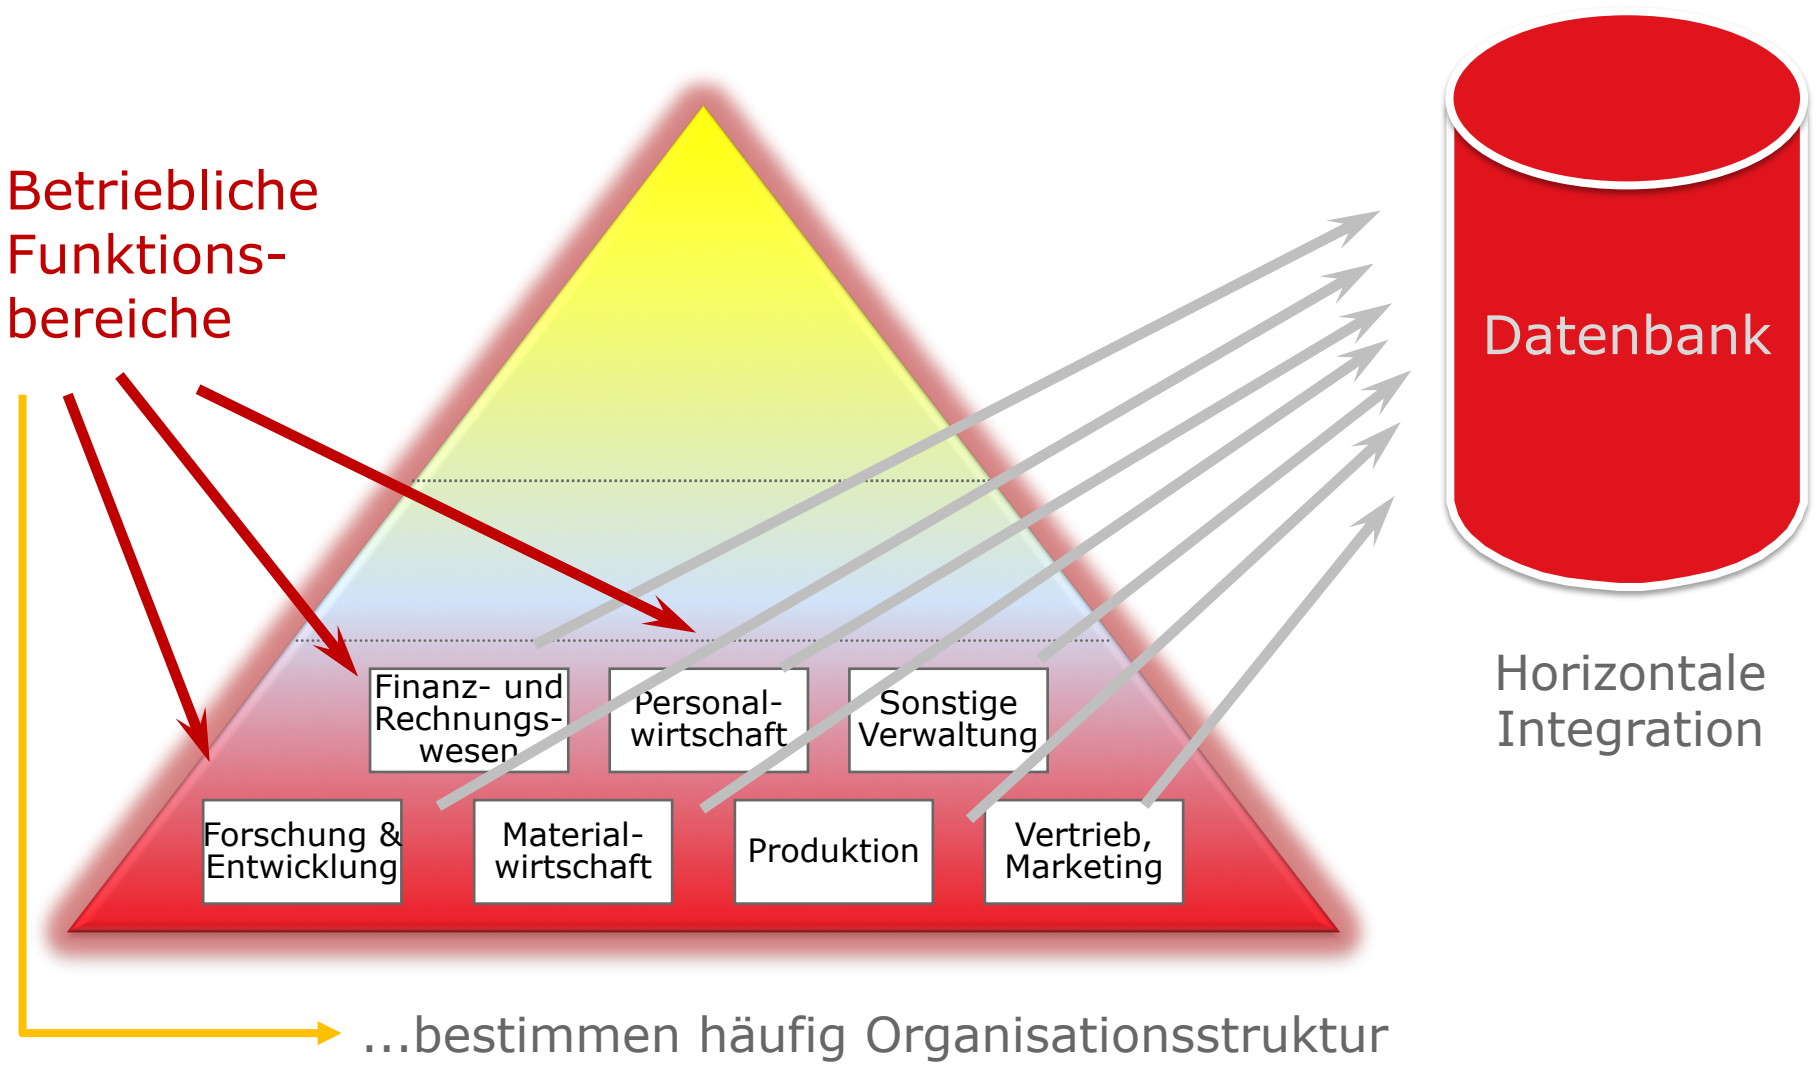 Betriebliche
Funktions-
bereiche
Datenbank
Horizontale
Integration
Finanz- und
Rechnungs-
wesen
Personal-
wirtschaft
Sonstige
Verwaltung
Forschung &
Entwicklung
Material-
wirtschaft
Produktion
Vertrieb,
Marketing
...bestimmen häufig Organisationsstruktur